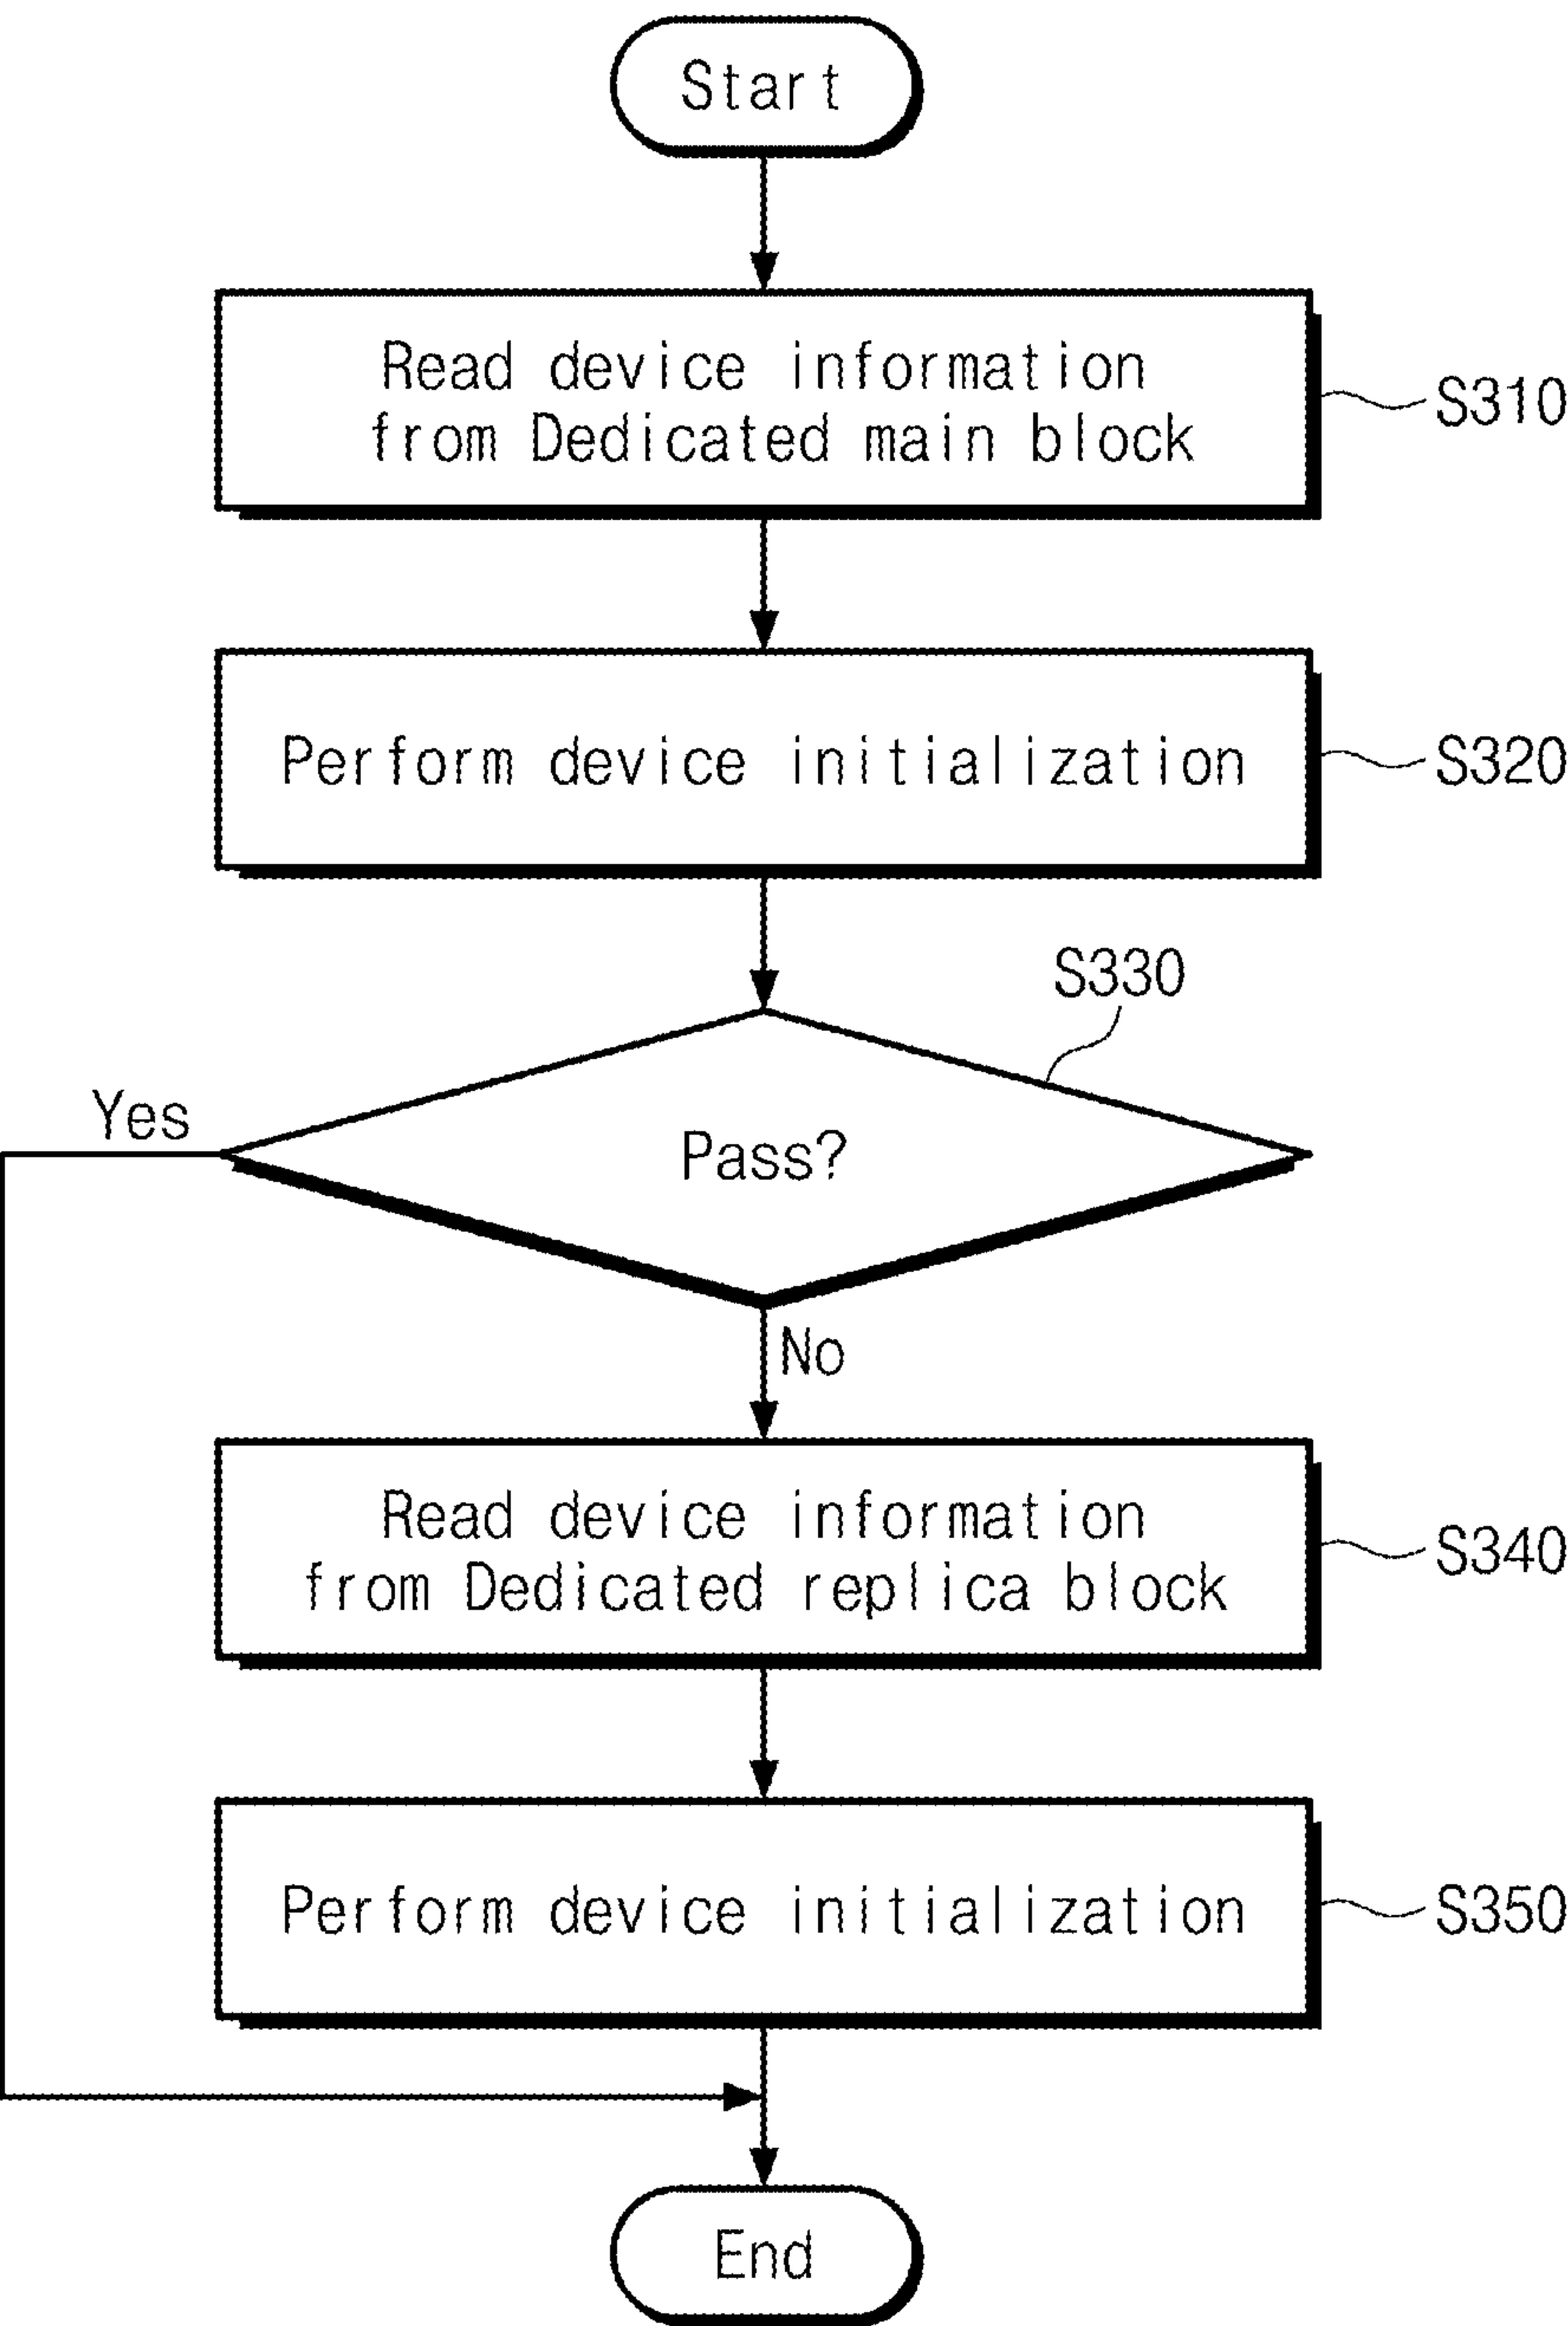 Start
Read device information
from Dedicated main block
S310
Perform device initialization
S320
S330
Yes
Pass?
No
Read device information
from Dedicated replica block
S340
Perform device initialization
S350
End